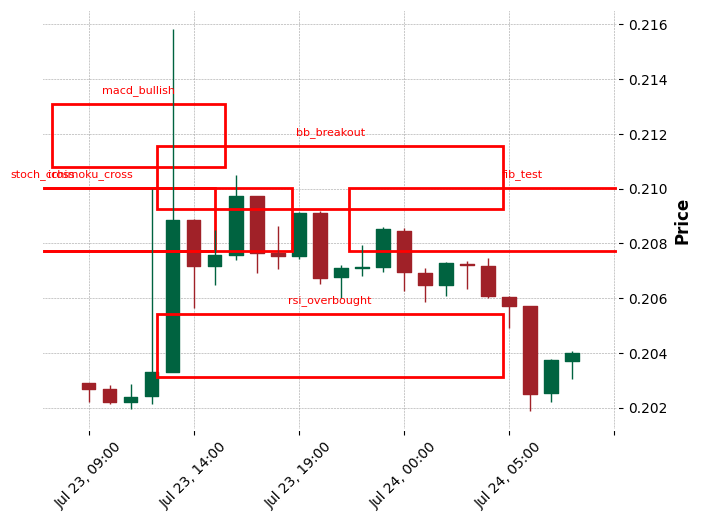 0.216
0.214
macd_bullish
0.212
bb_breakout
stoch_cross
ichimoku_cross
fib_test
0.210
Price
0.208
0.206
rsi_overbought
0.204
0.202
Jul 23, 09:00
Jul 23, 14:00
Jul 23, 19:00
Jul 24, 00:00
Jul 24, 05:00